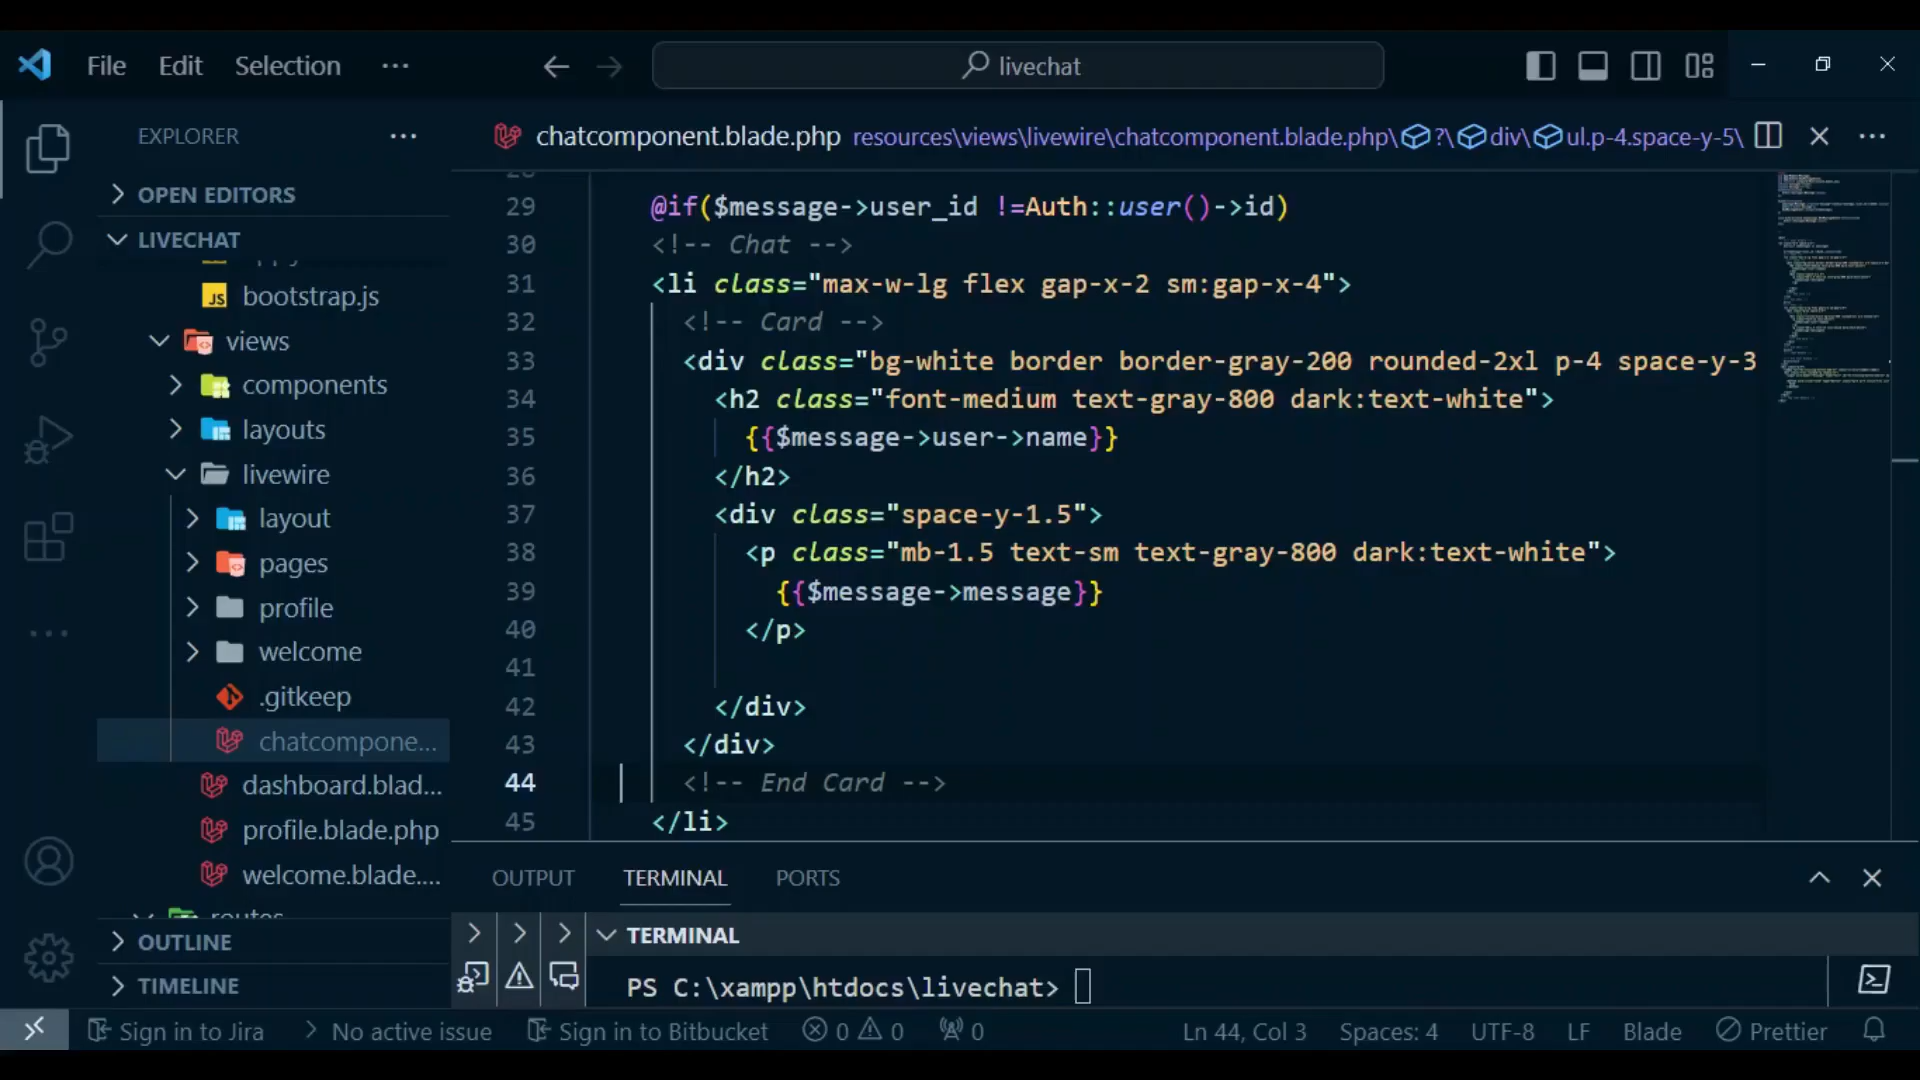 File Edit Selection ··· livechat
EXPLORER ···
OPEN EDITORS
LIVECHAT
JS bootstrap.js
views
components
layouts
livewire
layout
pages
profile
welcome
.gitkeep
chatcompone...
dashboard.blad...
profile.blade.php
welcome.blade....
routes
OUTLINE
TIMELINE
chatcomponent.blade.php resources\views\livewire\chatcomponent.blade.php\ ?\ div\ ul.p-4.space-y-5\ ···
29 @if($message->user_id !=Auth::user()->id)
30 <!-- Chat -->
31 <li class="max-w-lg flex gap-x-2 sm:gap-x-4">
32 <!-- Card -->
33 <div class="bg-white border border-gray-200 rounded-2xl p-4 space-y-3
34 <h2 class="font-medium text-gray-800 dark:text-white">
35 {{$message->user->name}}
36 </h2>
37 <div class="space-y-1.5">
38 <p class="mb-1.5 text-sm text-gray-800 dark:text-white">
39 {{$message->message}}
40 </p>
41
42 </div>
43 </div>
44 <!-- End Card -->
45 </li>
OUTPUT TERMINAL PORTS
TERMINAL
PS C:\xampp\htdocs\livechat>
Sign in to Jira No active issue Sign in to Bitbucket 0 0 0 Ln 44, Col 3 Spaces: 4 UTF-8 LF Blade Prettier